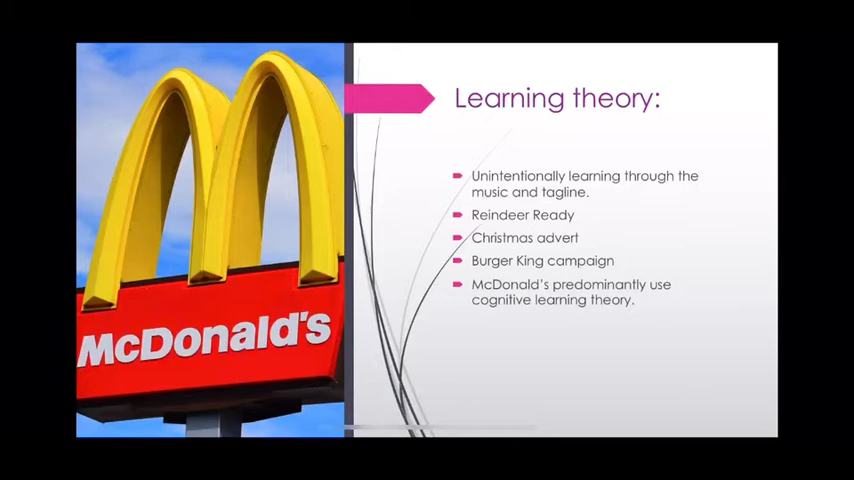 McDonald's
Learning theory:
Unintentionally learning through the
music and tagline.
Reindeer Ready
Christmas advert
Burger King campaign
McDonald's predominantly use
cognitive learning theory.